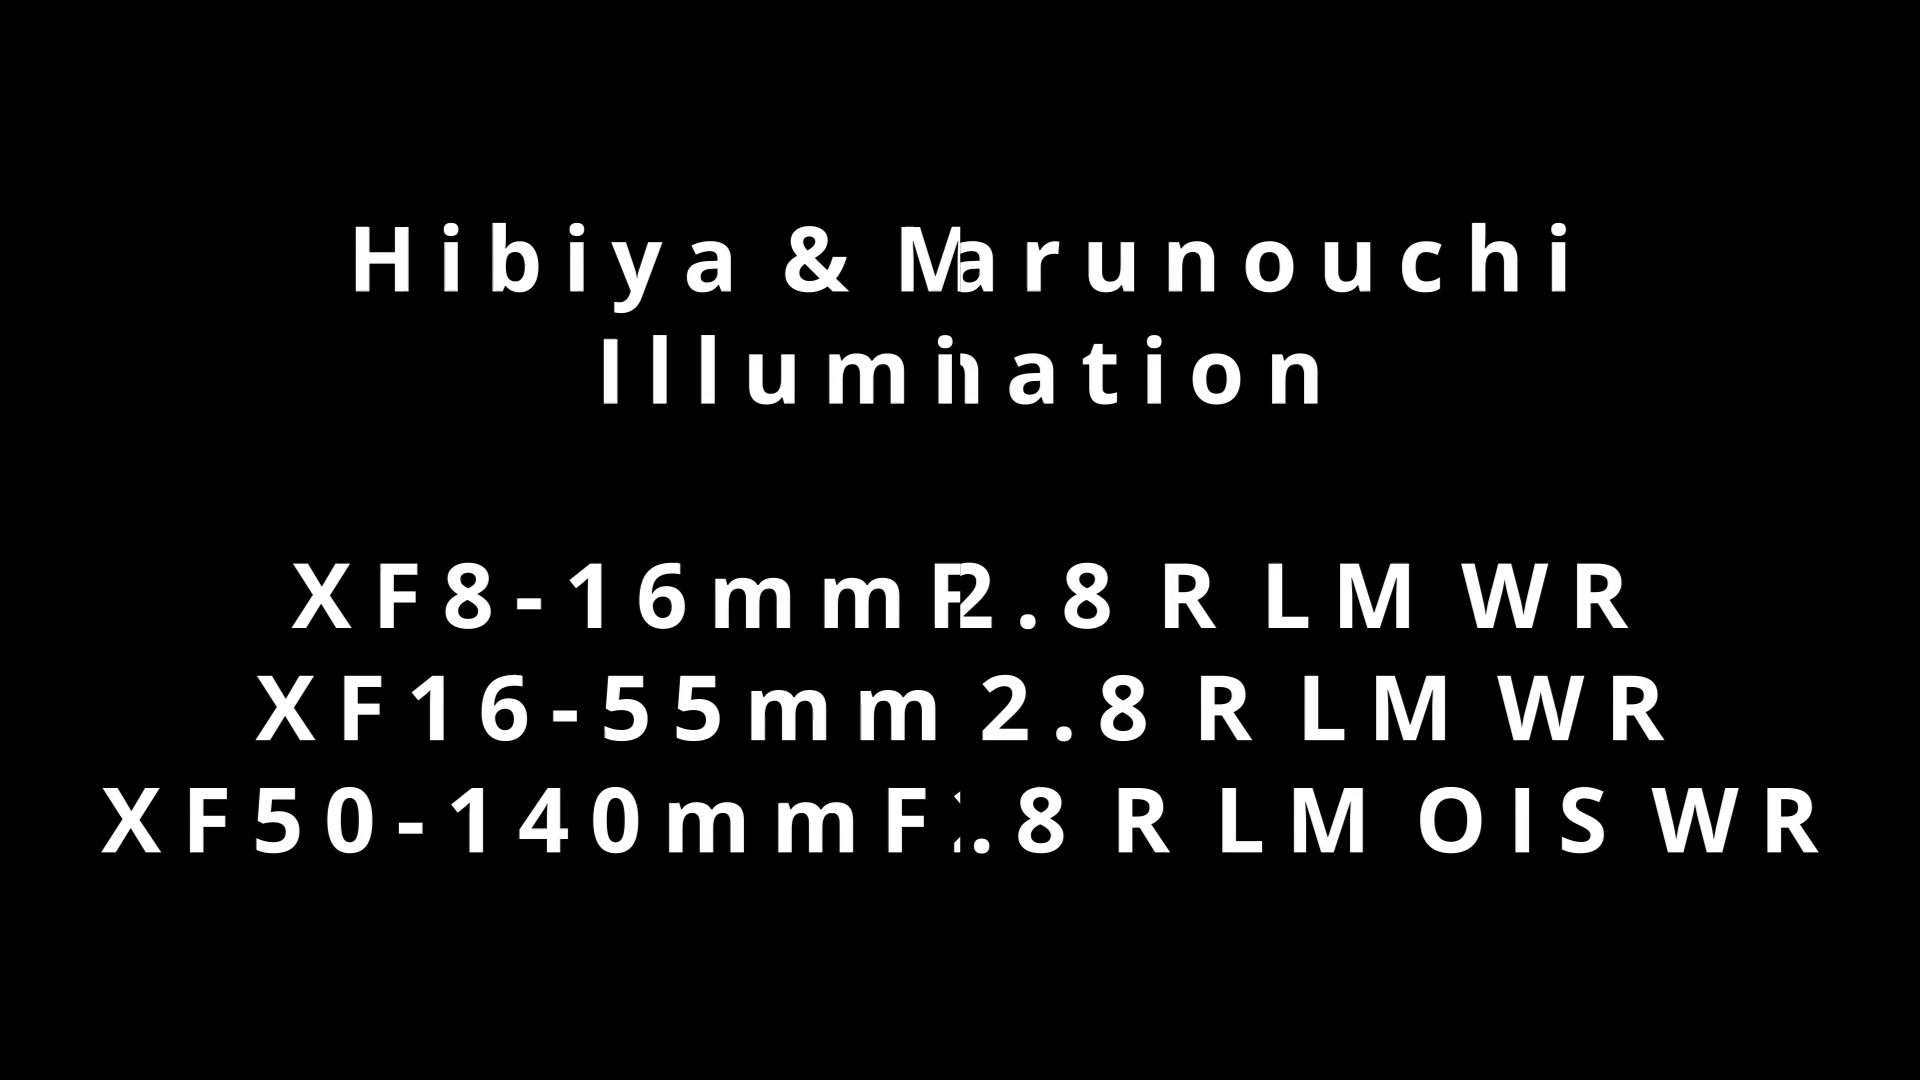 Hibiya & Marunouchi
Illumination
XF8-16mmF2.8 R LM WR
XF16-55mm 2.8 R LM WR
XF50-140mmF2.8 R LM OIS WR